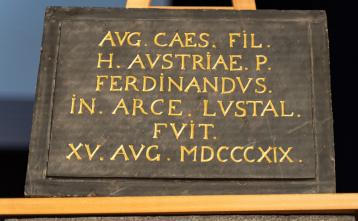 AVG. CAES. FIL.
H. AVSTRIAE. P.
FERDINANDVS.
IN. ARCE. LVSTAL.
FVIT.
XV. AVG. MDCCCXIX.